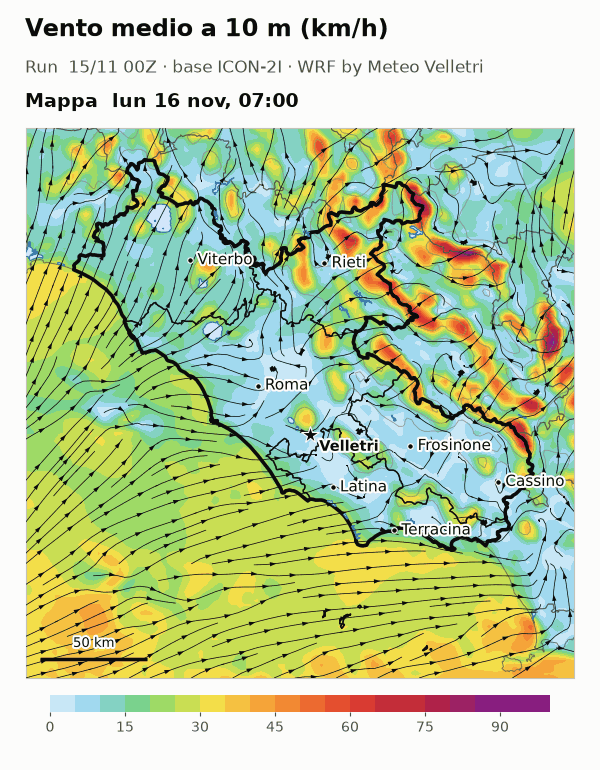 Vento medio a 10 m (km/h)
Run 15/11 00Z · base ICON-2I · WRF by Meteo Velletri
Mappa lun 16 nov, 07:00
Viterbo
Rieti
Roma
Velletri
Frosinone
Latina
Cassino
Terracina
50 km
0 15 30 45 60 75 90